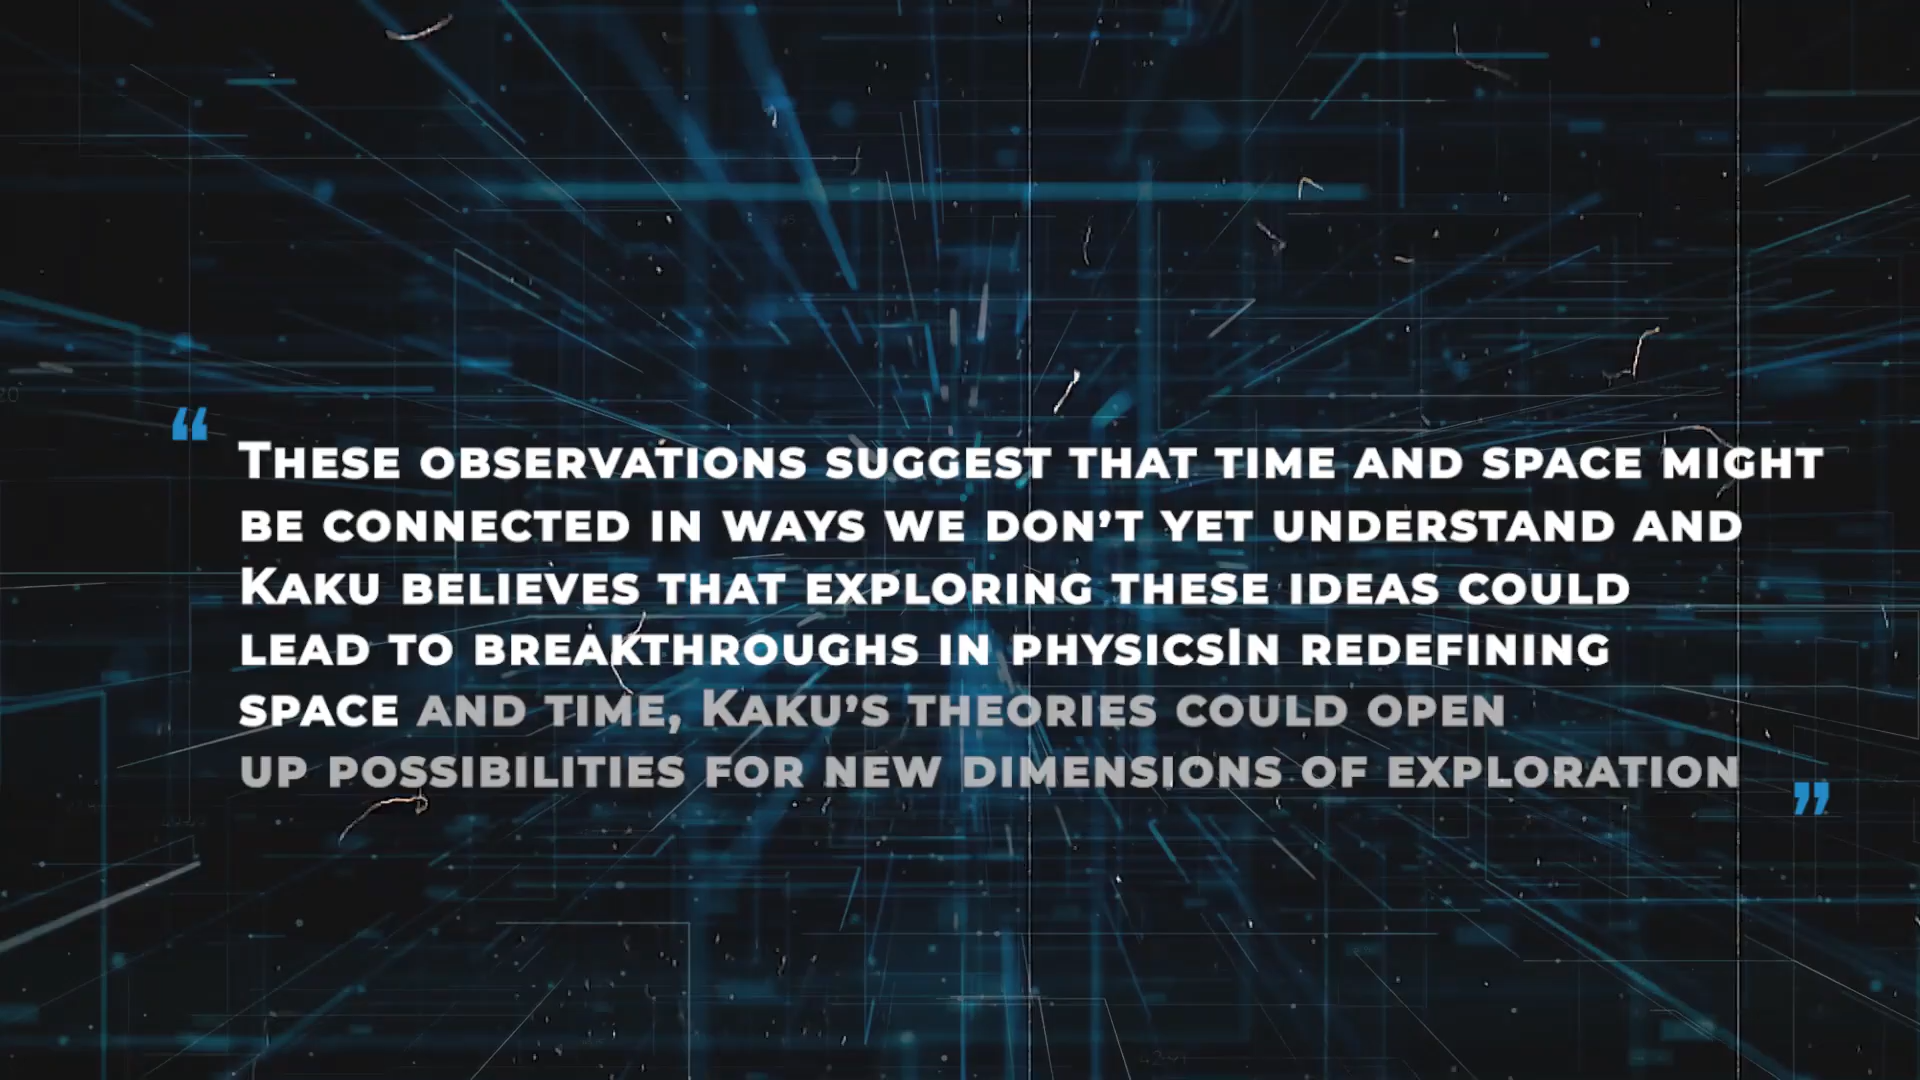 “These observations suggest that time and space might
be connected in ways we don’t yet understand and
Kaku believes that exploring these ideas could
lead to breakthroughs in physicsIn redefining
space and time, Kaku’s theories could open
up possibilities for new dimensions of exploration”